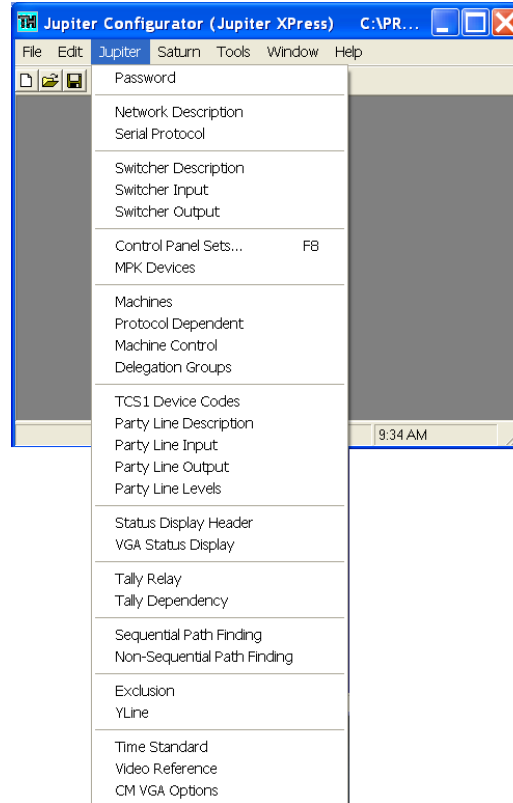 TH Jupiter Configurator (Jupiter XPress) C:\PR...
File Edit Jupiter Saturn Tools Window Help
Password
Network Description
Serial Protocol
Switcher Description
Switcher Input
Switcher Output
Control Panel Sets... F8
MPK Devices
Machines
Protocol Dependent
Machine Control
Delegation Groups
TCS1 Device Codes
Party Line Description
9:34 AM
Party Line Input
Party Line Output
Party Line Levels
Status Display Header
VGA Status Display
Tally Relay
Tally Dependency
Sequential Path Finding
Non-Sequential Path Finding
Exclusion
YLine
Time Standard
Video Reference
CM VGA Options